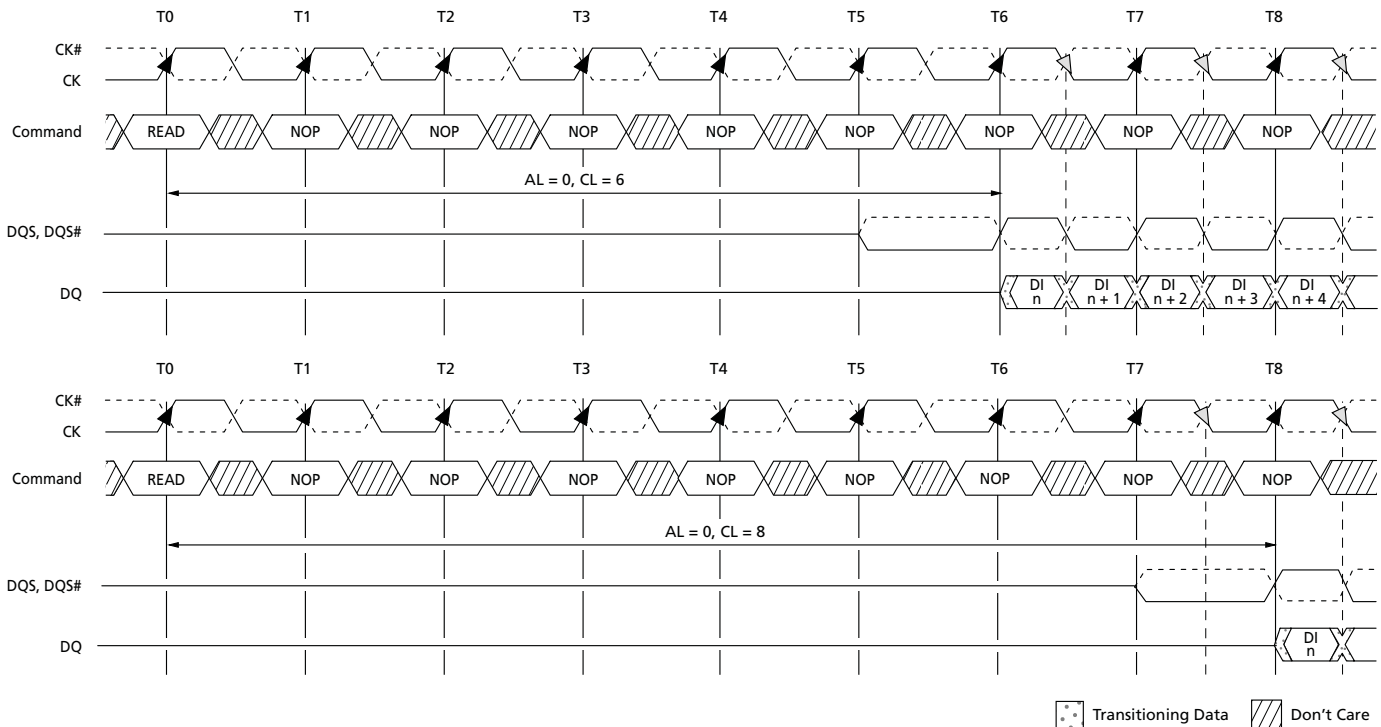 T0 T1 T2 T3 T4 T5 T6 T7 T8
CK#
CK
Command READ NOP NOP NOP NOP NOP NOP NOP NOP
AL = 0, CL = 6
DQS, DQS#
DQ DI n DI n + 1 DI n + 2 DI n + 3 DI n + 4
T0 T1 T2 T3 T4 T5 T6 T7 T8
CK#
CK
Command READ NOP NOP NOP NOP NOP NOP NOP NOP
AL = 0, CL = 8
DQS, DQS#
DQ DI n
Transitioning Data Don't Care